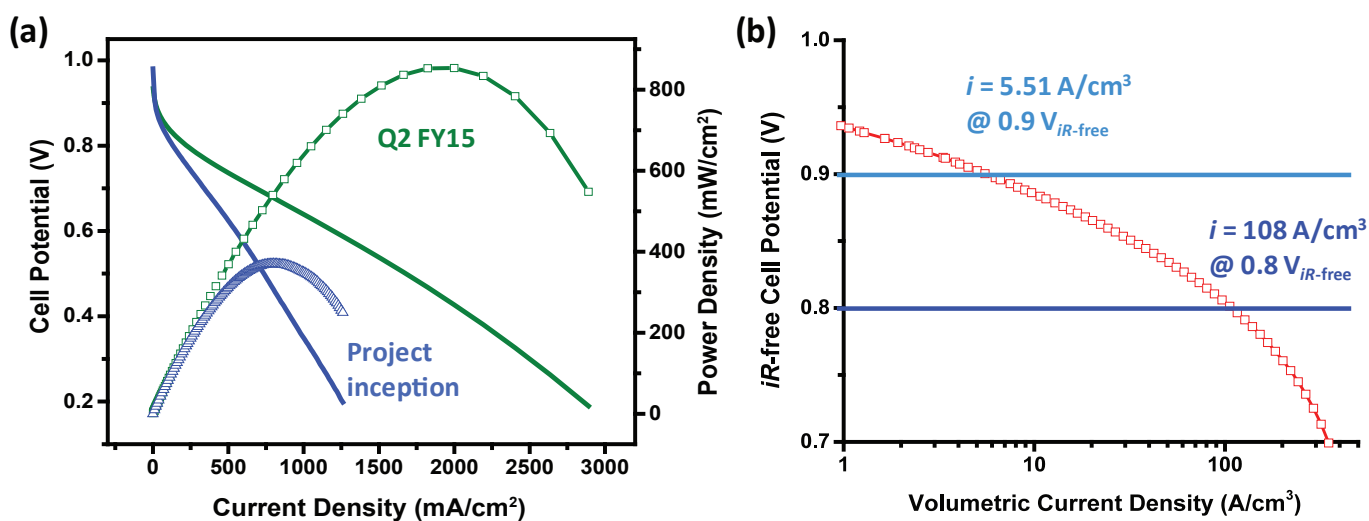 (a)
Cell Potential (V)
1.0
0.8
0.6
0.4
0.2
Q2 FY15
Project
inception
800
600
400
200
0
Power Density (mW/cm²)
0
500
1000
1500
2000
2500
3000
Current Density (mA/cm²)
(b)
iR-free Cell Potential (V)
1.0
0.9
0.8
0.7
i = 5.51 A/cm³
@ 0.9 ViR-free
i = 108 A/cm³
@ 0.8 ViR-free
1
10
100
Volumetric Current Density (A/cm³)